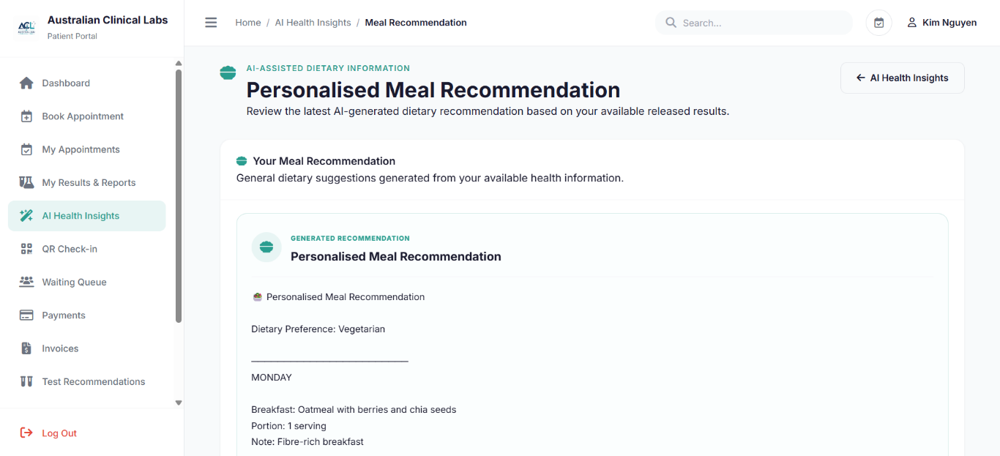 ACL
Australian Clinical Labs
Patient Portal
Home / AI Health Insights / Meal Recommendation
Search...
Kim Nguyen
Dashboard
Book Appointment
My Appointments
My Results & Reports
AI Health Insights
QR Check-in
Waiting Queue
Payments
Invoices
Test Recommendations
Log Out
AI-ASSISTED DIETARY INFORMATION
Personalised Meal Recommendation
Review the latest AI-generated dietary recommendation based on your available released results.
← AI Health Insights
Your Meal Recommendation
General dietary suggestions generated from your available health information.
GENERATED RECOMMENDATION
Personalised Meal Recommendation
🥗 Personalised Meal Recommendation
Dietary Preference: Vegetarian
MONDAY
Breakfast: Oatmeal with berries and chia seeds
Portion: 1 serving
Note: Fibre-rich breakfast